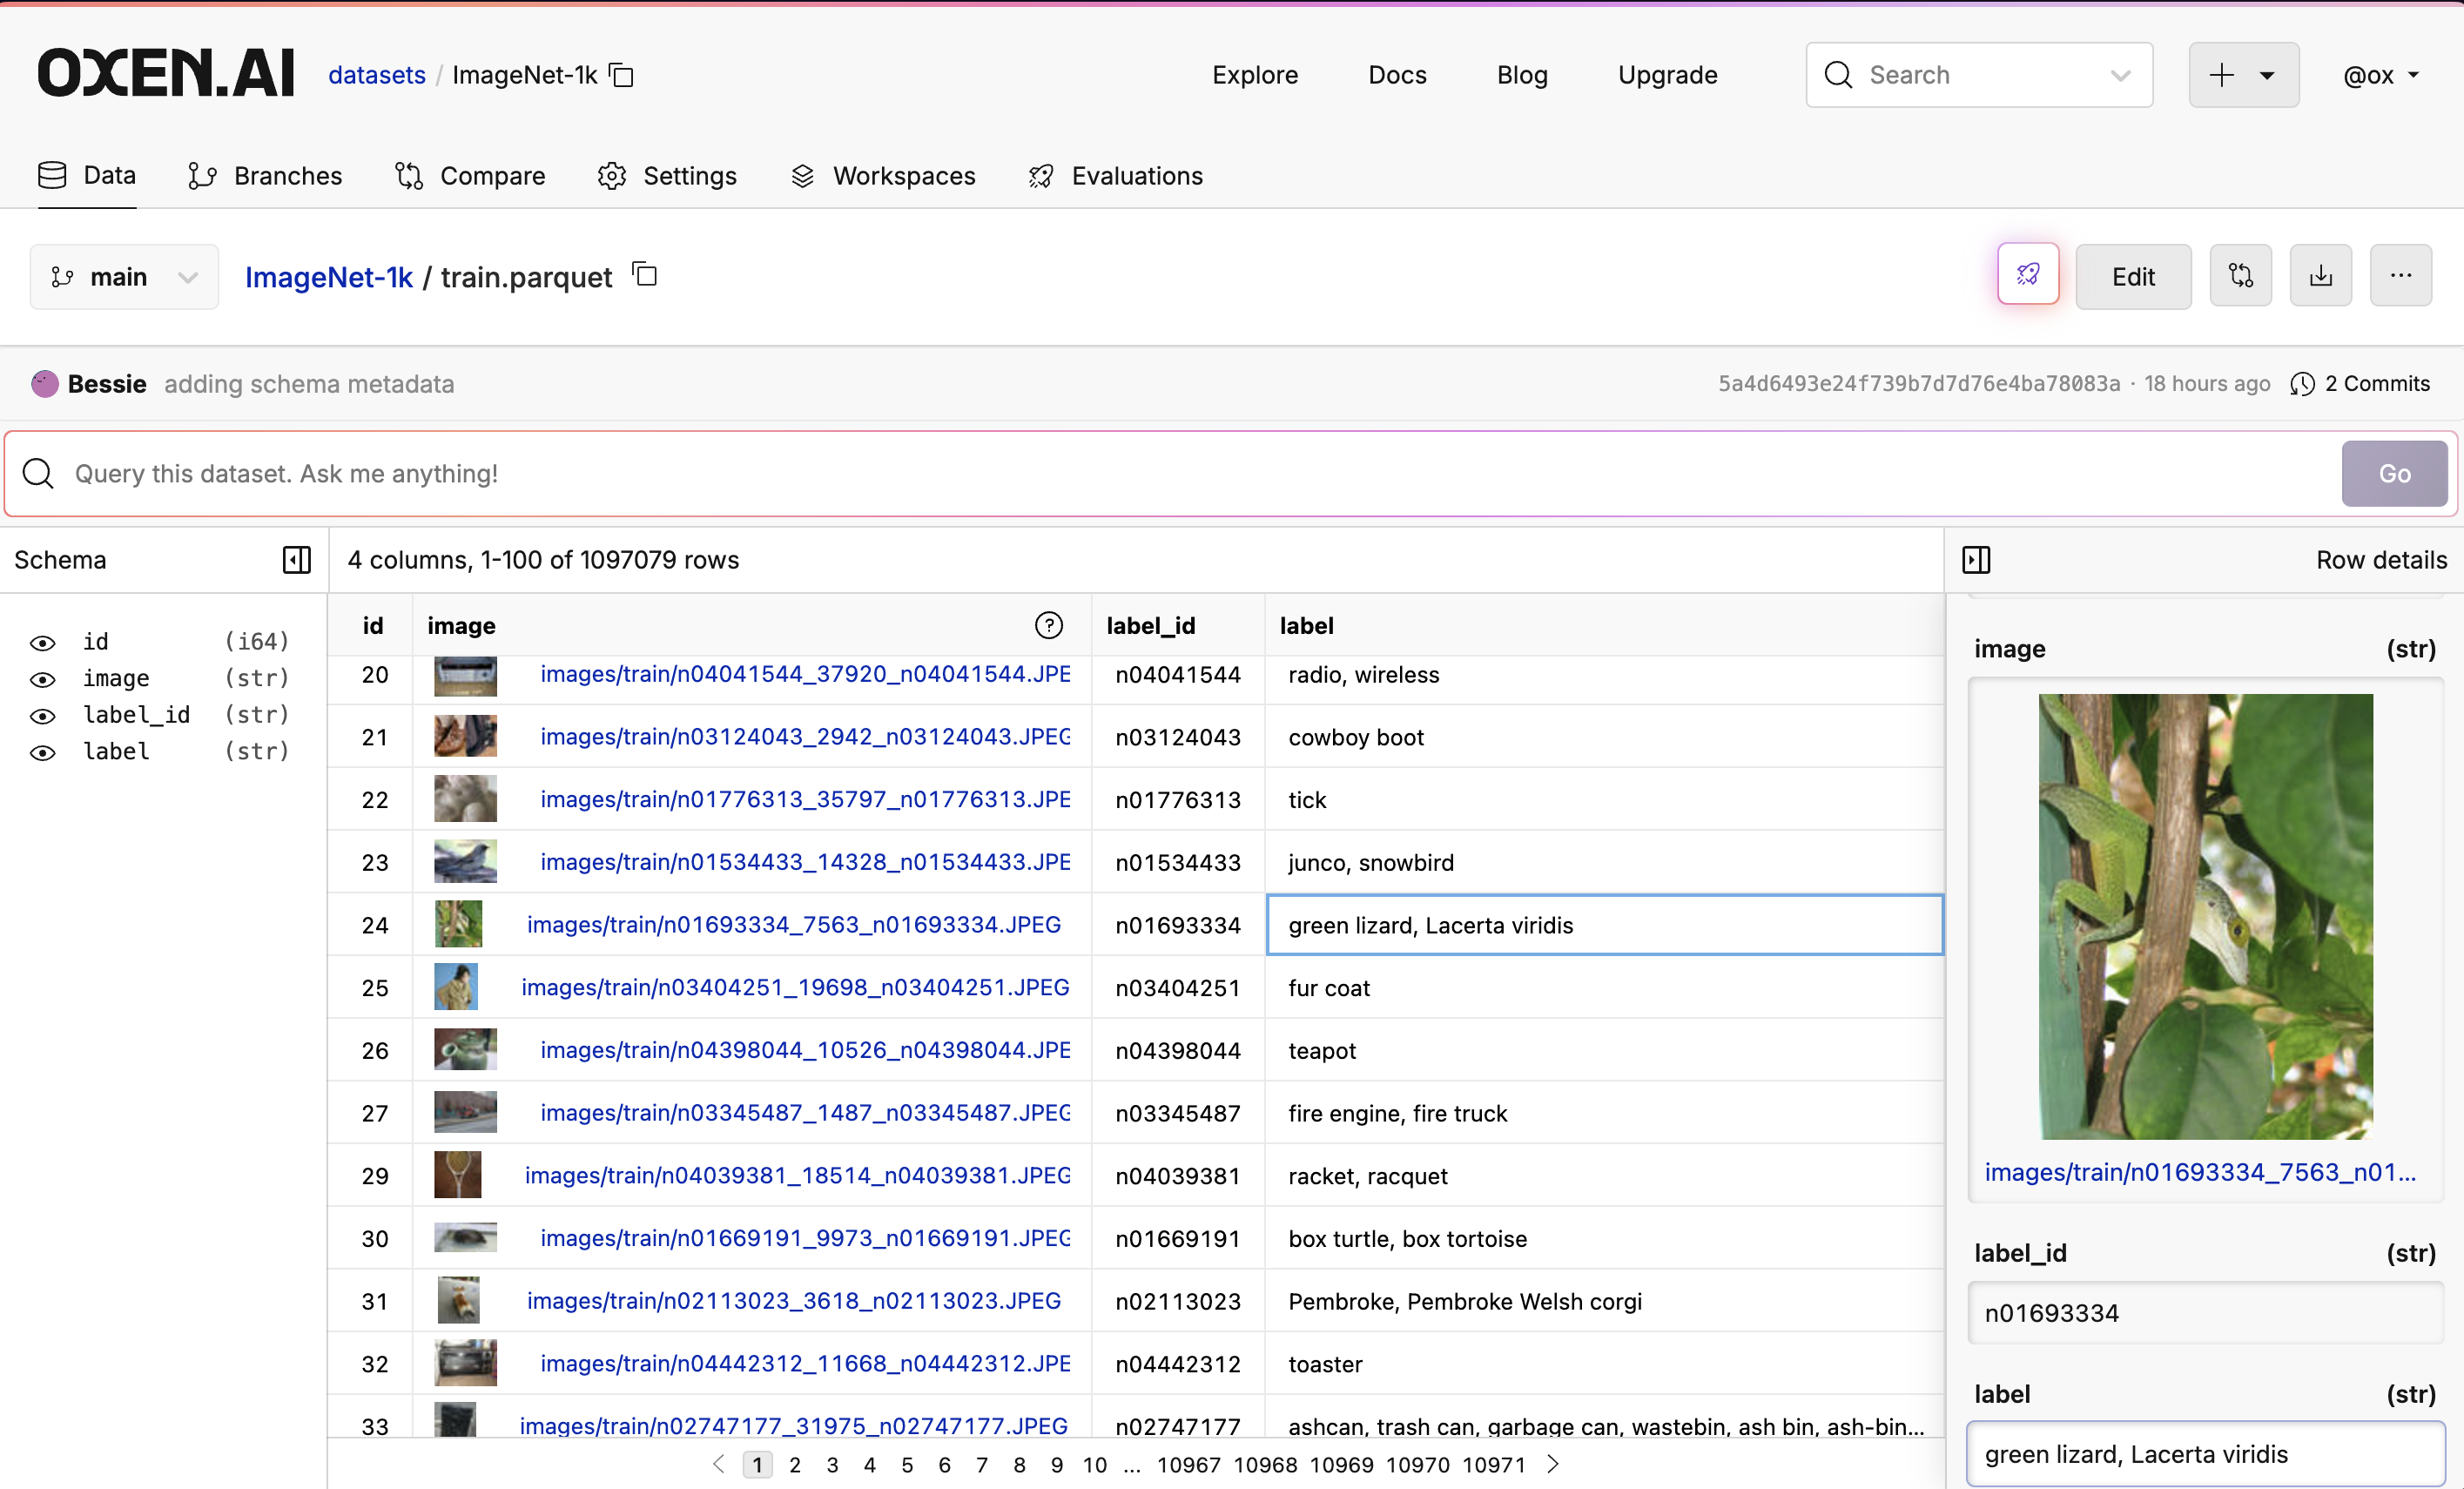 OXEN.AI datasets / ImageNet-1k Explore Docs Blog Upgrade Search + @ox
Data Branches Compare Settings Workspaces Evaluations
main ImageNet-1k / train.parquet Edit ...
Bessie adding schema metadata 5a4d6493e24f739b7d7d76e4ba78083a · 18 hours ago 2 Commits
Query this dataset. Ask me anything! Go
Schema 4 columns, 1-100 of 1097079 rows Row details
id (i64)
image (str)
label_id (str)
label (str)
id image ? label_id label
20 images/train/n04041544_37920_n04041544.JPE n04041544 radio, wireless
21 images/train/n03124043_2942_n03124043.JPEG n03124043 cowboy boot
22 images/train/n01776313_35797_n01776313.JPE n01776313 tick
23 images/train/n01534433_14328_n01534433.JPE n01534433 junco, snowbird
24 images/train/n01693334_7563_n01693334.JPEG n01693334 green lizard, Lacerta viridis
25 images/train/n03404251_19698_n03404251.JPEG n03404251 fur coat
26 images/train/n04398044_10526_n04398044.JPE n04398044 teapot
27 images/train/n03345487_1487_n03345487.JPEG n03345487 fire engine, fire truck
29 images/train/n04039381_18514_n04039381.JPEG n04039381 racket, racquet
30 images/train/n01669191_9973_n01669191.JPEG n01669191 box turtle, box tortoise
31 images/train/n02113023_3618_n02113023.JPEG n02113023 Pembroke, Pembroke Welsh corgi
32 images/train/n04442312_11668_n04442312.JPE n04442312 toaster
33 images/train/n02747177_31975_n02747177.JPEG n02747177 ashcan, trash can, garbage can, wastebin, ash bin, ash-bin...
1 2 3 4 5 6 7 8 9 10 ... 10967 10968 10969 10970 10971
image (str)
images/train/n01693334_7563_n01...
label_id (str)
n01693334
label (str)
green lizard, Lacerta viridis